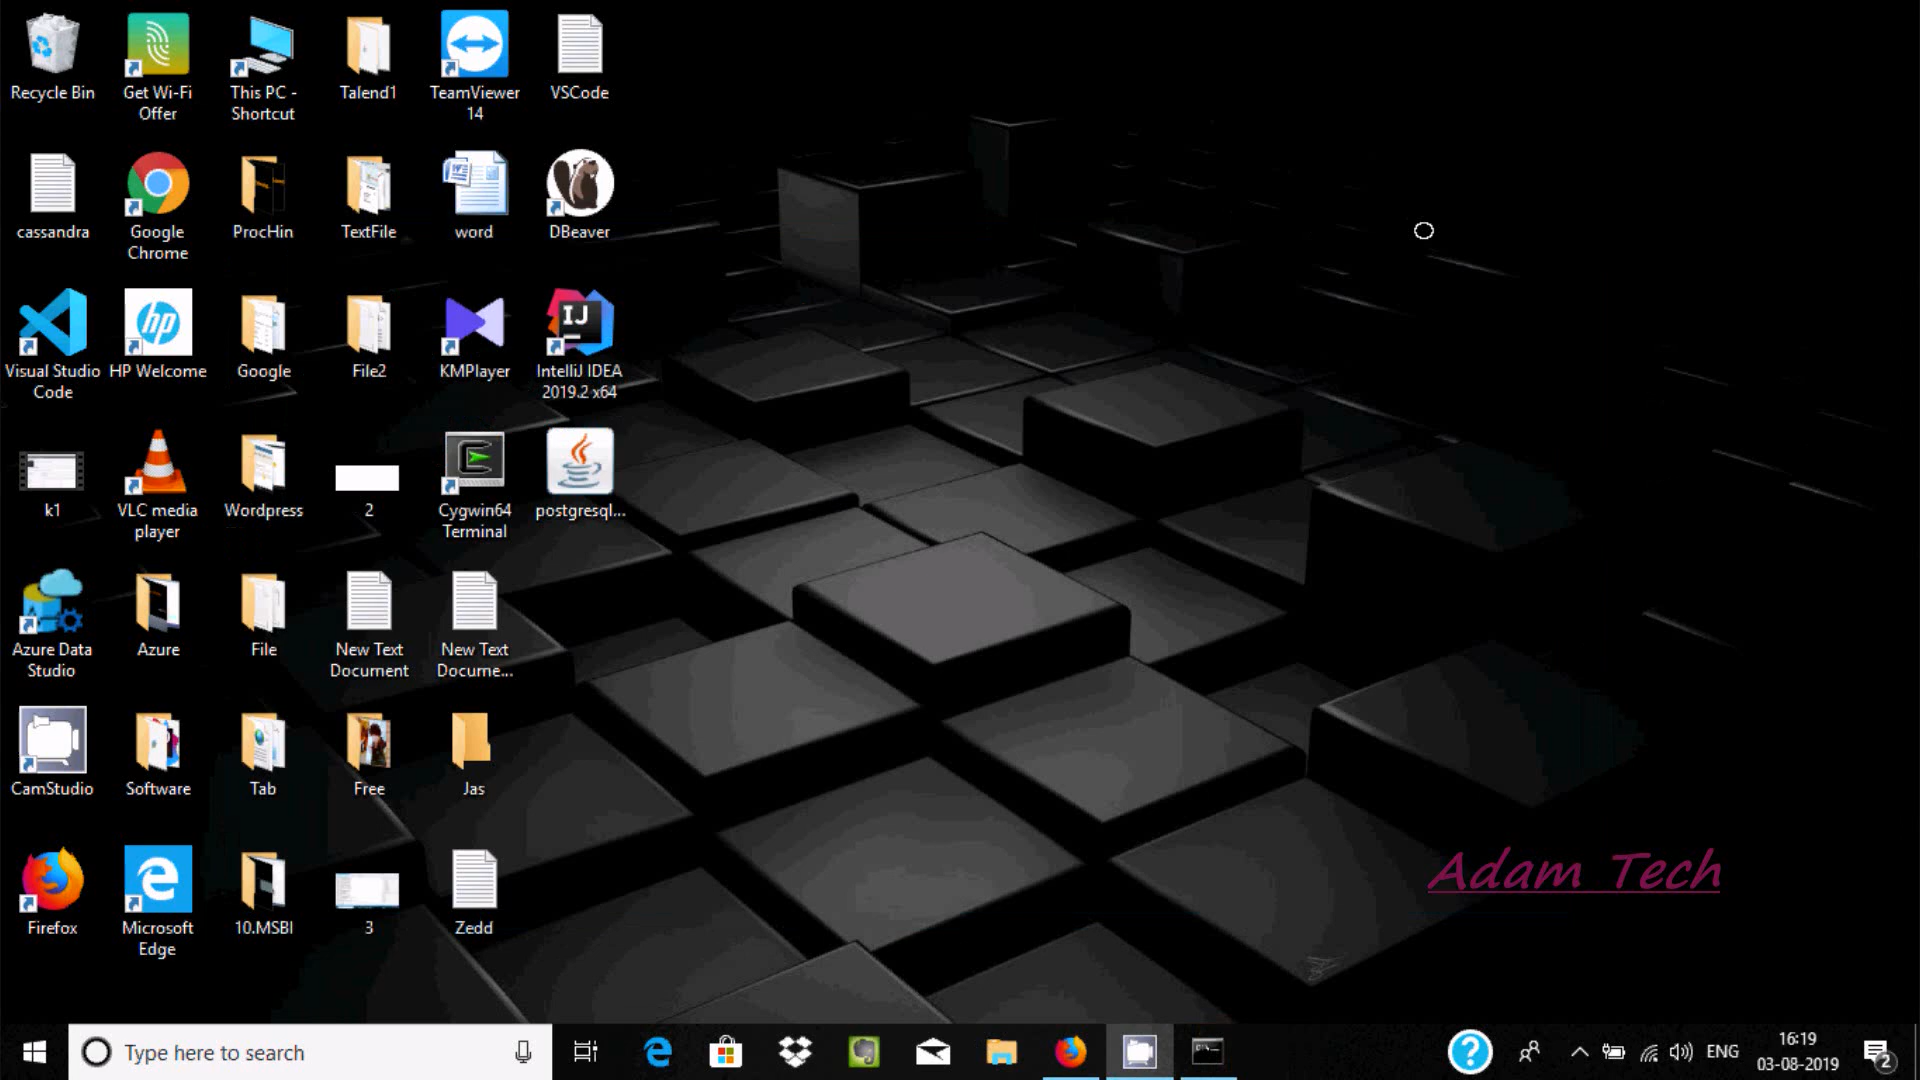 Recycle Bin
Get Wi-Fi
Offer
This PC -
Shortcut
Talend1
TeamViewer
14
VSCode
cassandra
Google
Chrome
ProcHin
TextFile
word
DBeaver
Visual Studio
Code
HP Welcome
Google
File2
KMPlayer
IntelliJ IDEA
2019.2 x64
k1
VLC media
player
Wordpress
2
Cygwin64
Terminal
postgresql...
Azure Data
Studio
Azure
File
New Text
Document
New Text
Docume...
CamStudio
Software
Tab
Free
Jas
Firefox
Microsoft
Edge
10.MSBI
3
Zedd
Adam Tech
Type here to search
ENG
16:19
03-08-2019
2